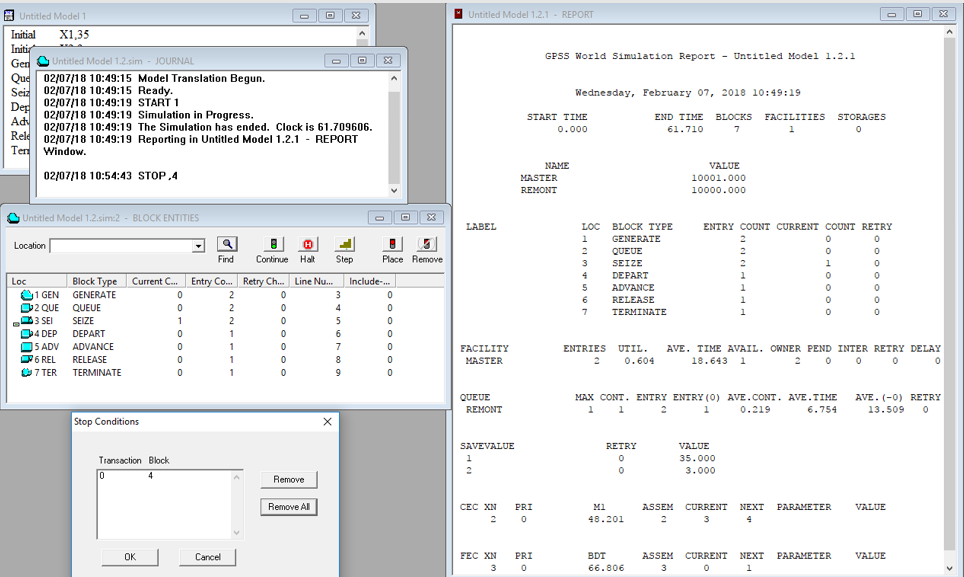 Untitled Model 1
Initial X1,35
Gen
Que
Seiz
Dep
Adv
Rele
Tern
Untitled Model 1.2.sim - JOURNAL
02/07/18 10:49:15 Model Translation Begun.
02/07/18 10:49:15 Ready.
02/07/18 10:49:19 START 1
02/07/18 10:49:19 Simulation in Progress.
02/07/18 10:49:19 The Simulation has ended. Clock is 61.709606.
02/07/18 10:49:19 Reporting in Untitled Model 1.2.1 - REPORT
Window.
02/07/18 10:54:43 STOP ,4
Untitled Model 1.2.sim:2 - BLOCK ENTITIES
Location
Find Continue Halt Step Place Remove
Loc Block Type Current C... Entry Co... Retry Ch... Line Nu... Include-...
1 GEN GENERATE 0 2 0 3 0
2 QUE QUEUE 0 2 0 4 0
3 SEI SEIZE 1 2 0 5 0
4 DEP DEPART 0 1 0 6 0
5 ADV ADVANCE 0 1 0 7 0
6 REL RELEASE 0 1 0 8 0
7 TER TERMINATE 0 1 0 9 0
Stop Conditions
Transaction Block
0 4
Remove
Remove All
OK Cancel
Untitled Model 1.2.1 - REPORT
GPSS World Simulation Report - Untitled Model 1.2.1
Wednesday, February 07, 2018 10:49:19
START TIME END TIME BLOCKS FACILITIES STORAGES
0.000 61.710 7 1 0
NAME VALUE
MASTER 10001.000
REMONT 10000.000
LABEL LOC BLOCK TYPE ENTRY COUNT CURRENT COUNT RETRY
1 GENERATE 2 0 0
2 QUEUE 2 0 0
3 SEIZE 2 1 0
4 DEPART 1 0 0
5 ADVANCE 1 0 0
6 RELEASE 1 0 0
7 TERMINATE 1 0 0
FACILITY ENTRIES UTIL. AVE. TIME AVAIL. OWNER PEND INTER RETRY DELAY
MASTER 2 0.604 18.643 1 2 0 0 0 0
QUEUE MAX CONT. ENTRY ENTRY(0) AVE.CONT. AVE.TIME AVE.(-0) RETRY
REMONT 1 1 2 1 0.219 6.754 13.509 0
SAVEVALUE RETRY VALUE
1 0 35.000
2 0 3.000
CEC XN PRI M1 ASSEM CURRENT NEXT PARAMETER VALUE
2 0 48.201 2 3 4
FEC XN PRI BDT ASSEM CURRENT NEXT PARAMETER VALUE
3 0 66.806 3 0 1